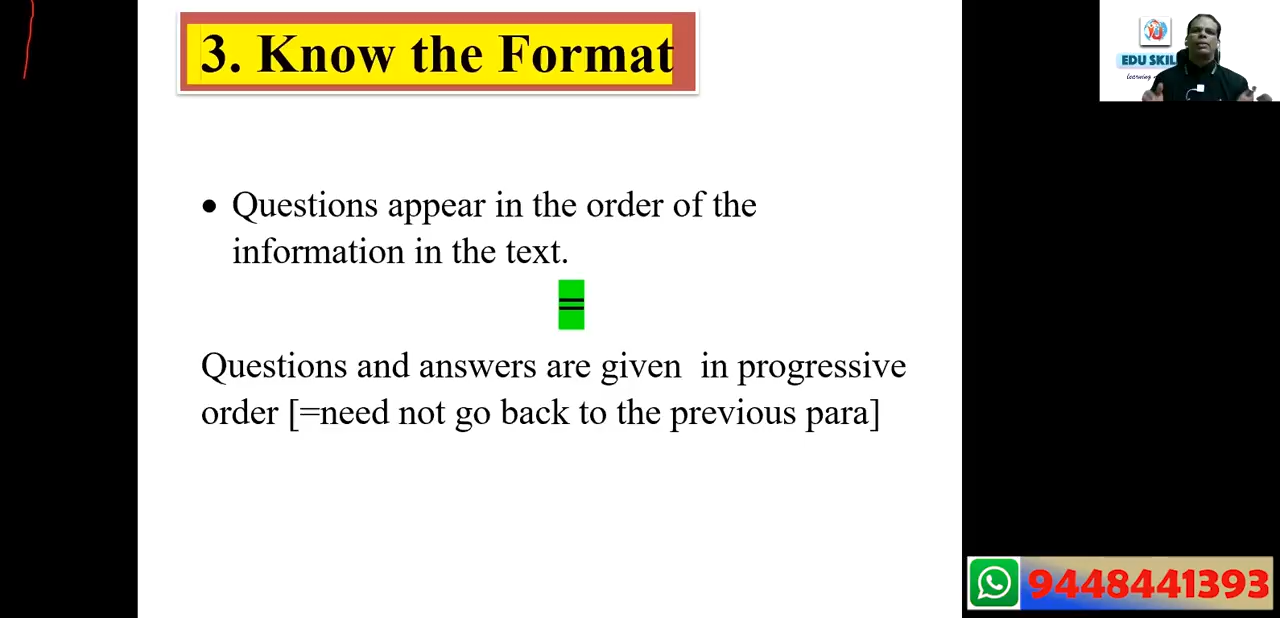 3. Know the Format
EDU SKIL
learning
• Questions appear in the order of the
information in the text.
=
Questions and answers are given in progressive
order [=need not go back to the previous para]
9448441393